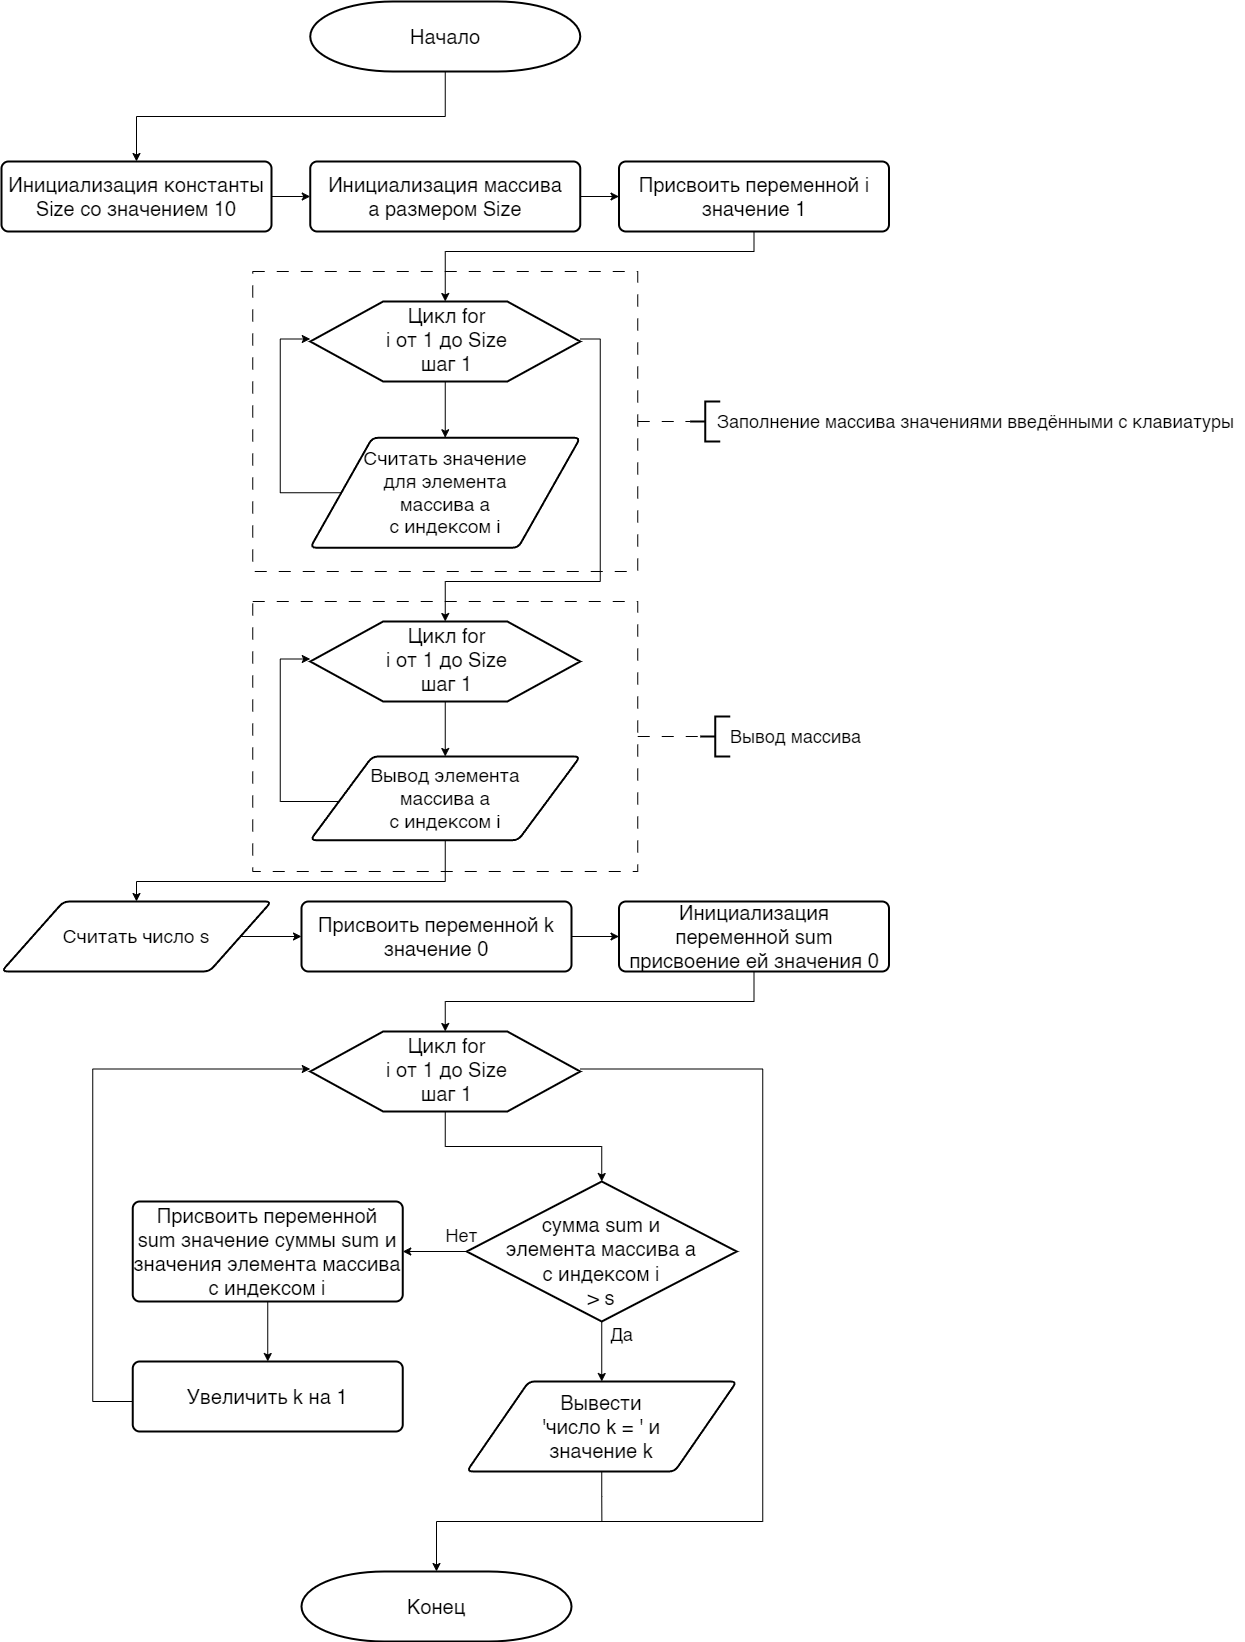 Начало
Инициализация константы
Size со значением 10
Инициализация массива
а размером Size
Присвоить переменной i
значение 1
Цикл for
i от 1 до Size
шаг 1
Заполнение массива значениями введёнными с клавиатуры
Считать значение
для элемента
массива а
с индексом i
Цикл for
i от 1 до Size
шаг 1
Вывод массива
Вывод элемента
массива а
с индексом i
Считать число s
Присвоить переменной k
значение 0
Инициализация
переменной sum
присвоение ей значения 0
Цикл for
i от 1 до Size
шаг 1
Присвоить переменной
sum значение суммы sum и
значения элемента массива
с индексом i
Нет
сумма sum и
элемента массива а
с индексом i
> s
Да
Увеличить k на 1
Вывести
'число k = ' и
значение k
Конец